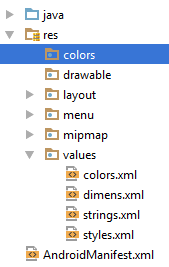 java
res
colors
drawable
layout
menu
mipmap
values
colors.xml
dimens.xml
strings.xml
styles.xml
AndroidManifest.xml